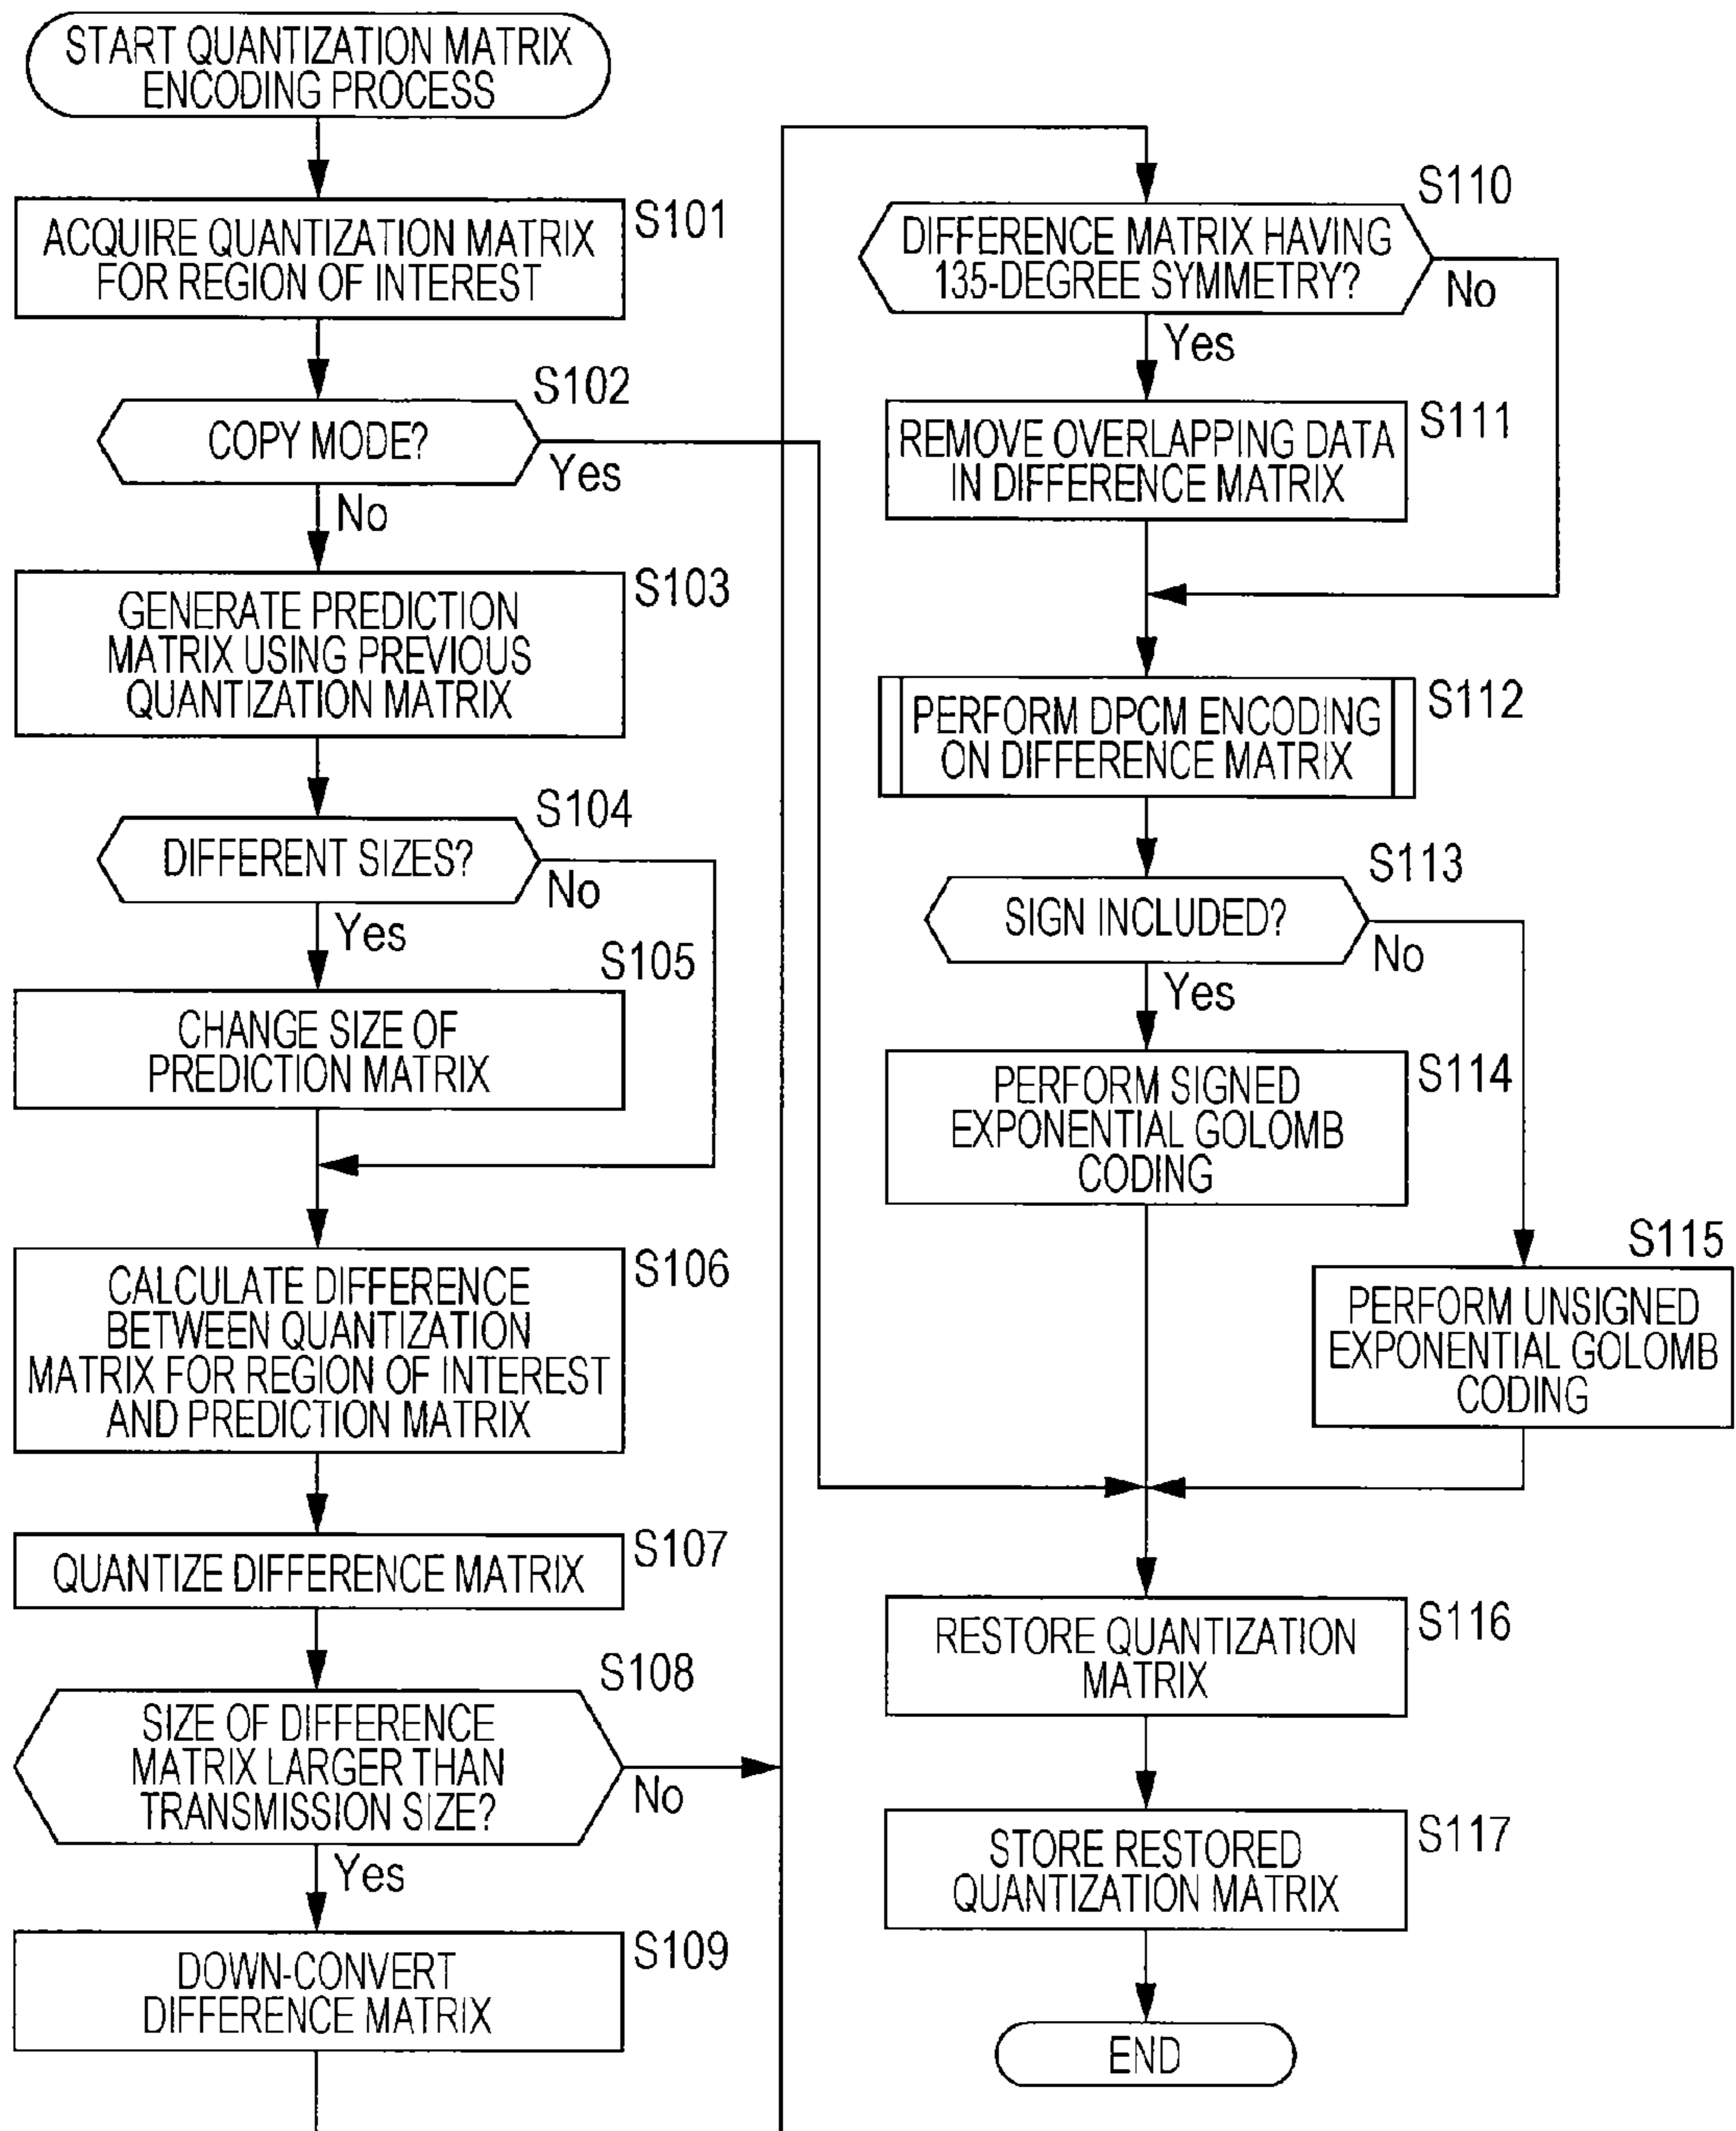 START QUANTIZATION MATRIX
ENCODING PROCESS
S101
ACQUIRE QUANTIZATION MATRIX
FOR REGION OF INTEREST
S102
COPY MODE?
Yes
No
S103
GENERATE PREDICTION
MATRIX USING PREVIOUS
QUANTIZATION MATRIX
S104
DIFFERENT SIZES?
No
Yes
S105
CHANGE SIZE OF
PREDICTION MATRIX
S106
CALCULATE DIFFERENCE
BETWEEN QUANTIZATION
MATRIX FOR REGION OF INTEREST
AND PREDICTION MATRIX
S107
QUANTIZE DIFFERENCE MATRIX
S108
SIZE OF DIFFERENCE
MATRIX LARGER THAN
TRANSMISSION SIZE?
No
Yes
S109
DOWN-CONVERT
DIFFERENCE MATRIX
S110
DIFFERENCE MATRIX HAVING
135-DEGREE SYMMETRY?
No
Yes
S111
REMOVE OVERLAPPING DATA
IN DIFFERENCE MATRIX
S112
PERFORM DPCM ENCODING
ON DIFFERENCE MATRIX
S113
SIGN INCLUDED?
No
Yes
S114
PERFORM SIGNED
EXPONENTIAL GOLOMB
CODING
S115
PERFORM UNSIGNED
EXPONENTIAL GOLOMB
CODING
S116
RESTORE QUANTIZATION
MATRIX
S117
STORE RESTORED
QUANTIZATION MATRIX
END